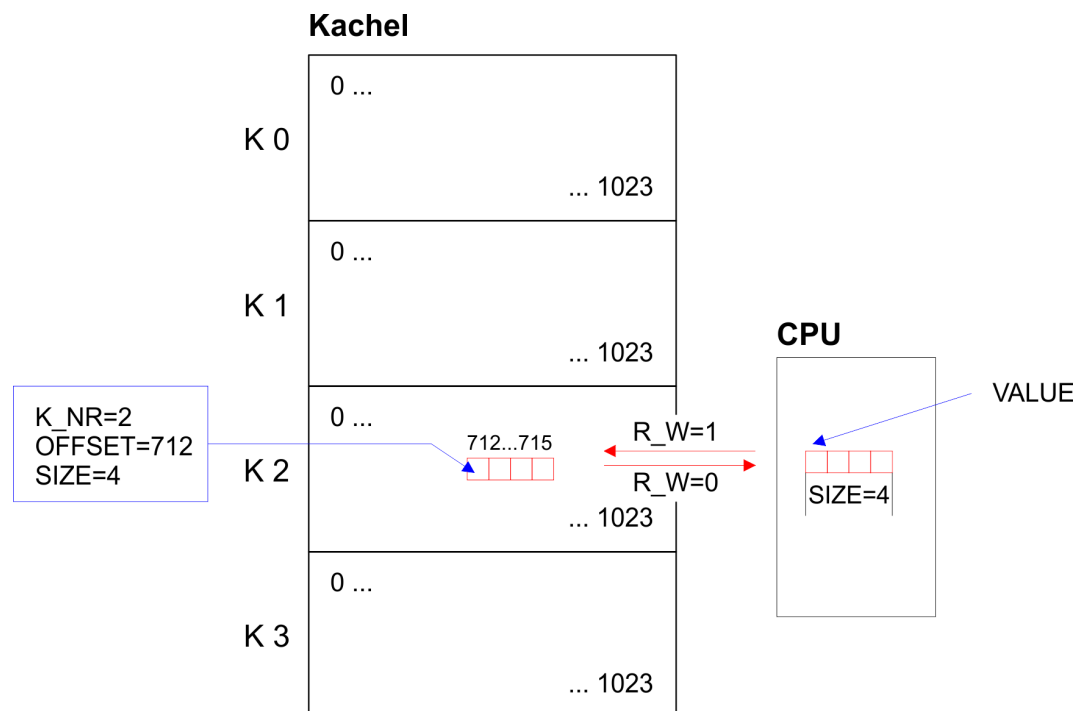 Kachel
0 ...
K 0
... 1023
0 ...
K 1
... 1023
CPU
VALUE
K_NR=2
OFFSET=712
SIZE=4
0 ...
712...715
K 2
... 1023
R_W=1
R_W=0
SIZE=4
0 ...
K 3
... 1023